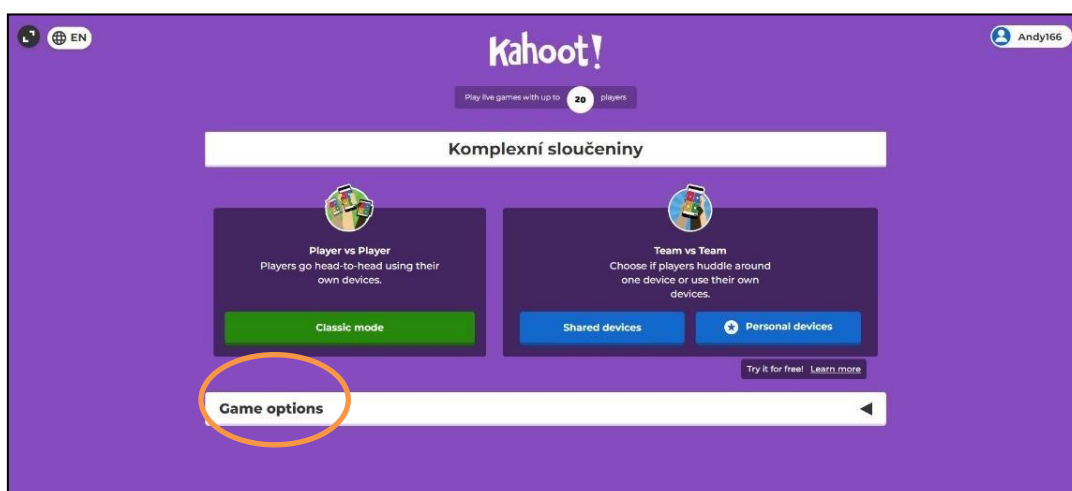 EN
Kahoot!
Andy166
Play live games with up to 20 players
Komplexní sloučeniny
Player vs Player
Players go head-to-head using their
own devices.
Classic mode
Team vs Team
Choose if players huddle around
one device or use their own
devices.
Shared devices
Personal devices
Try it for free! Learn more
Game options